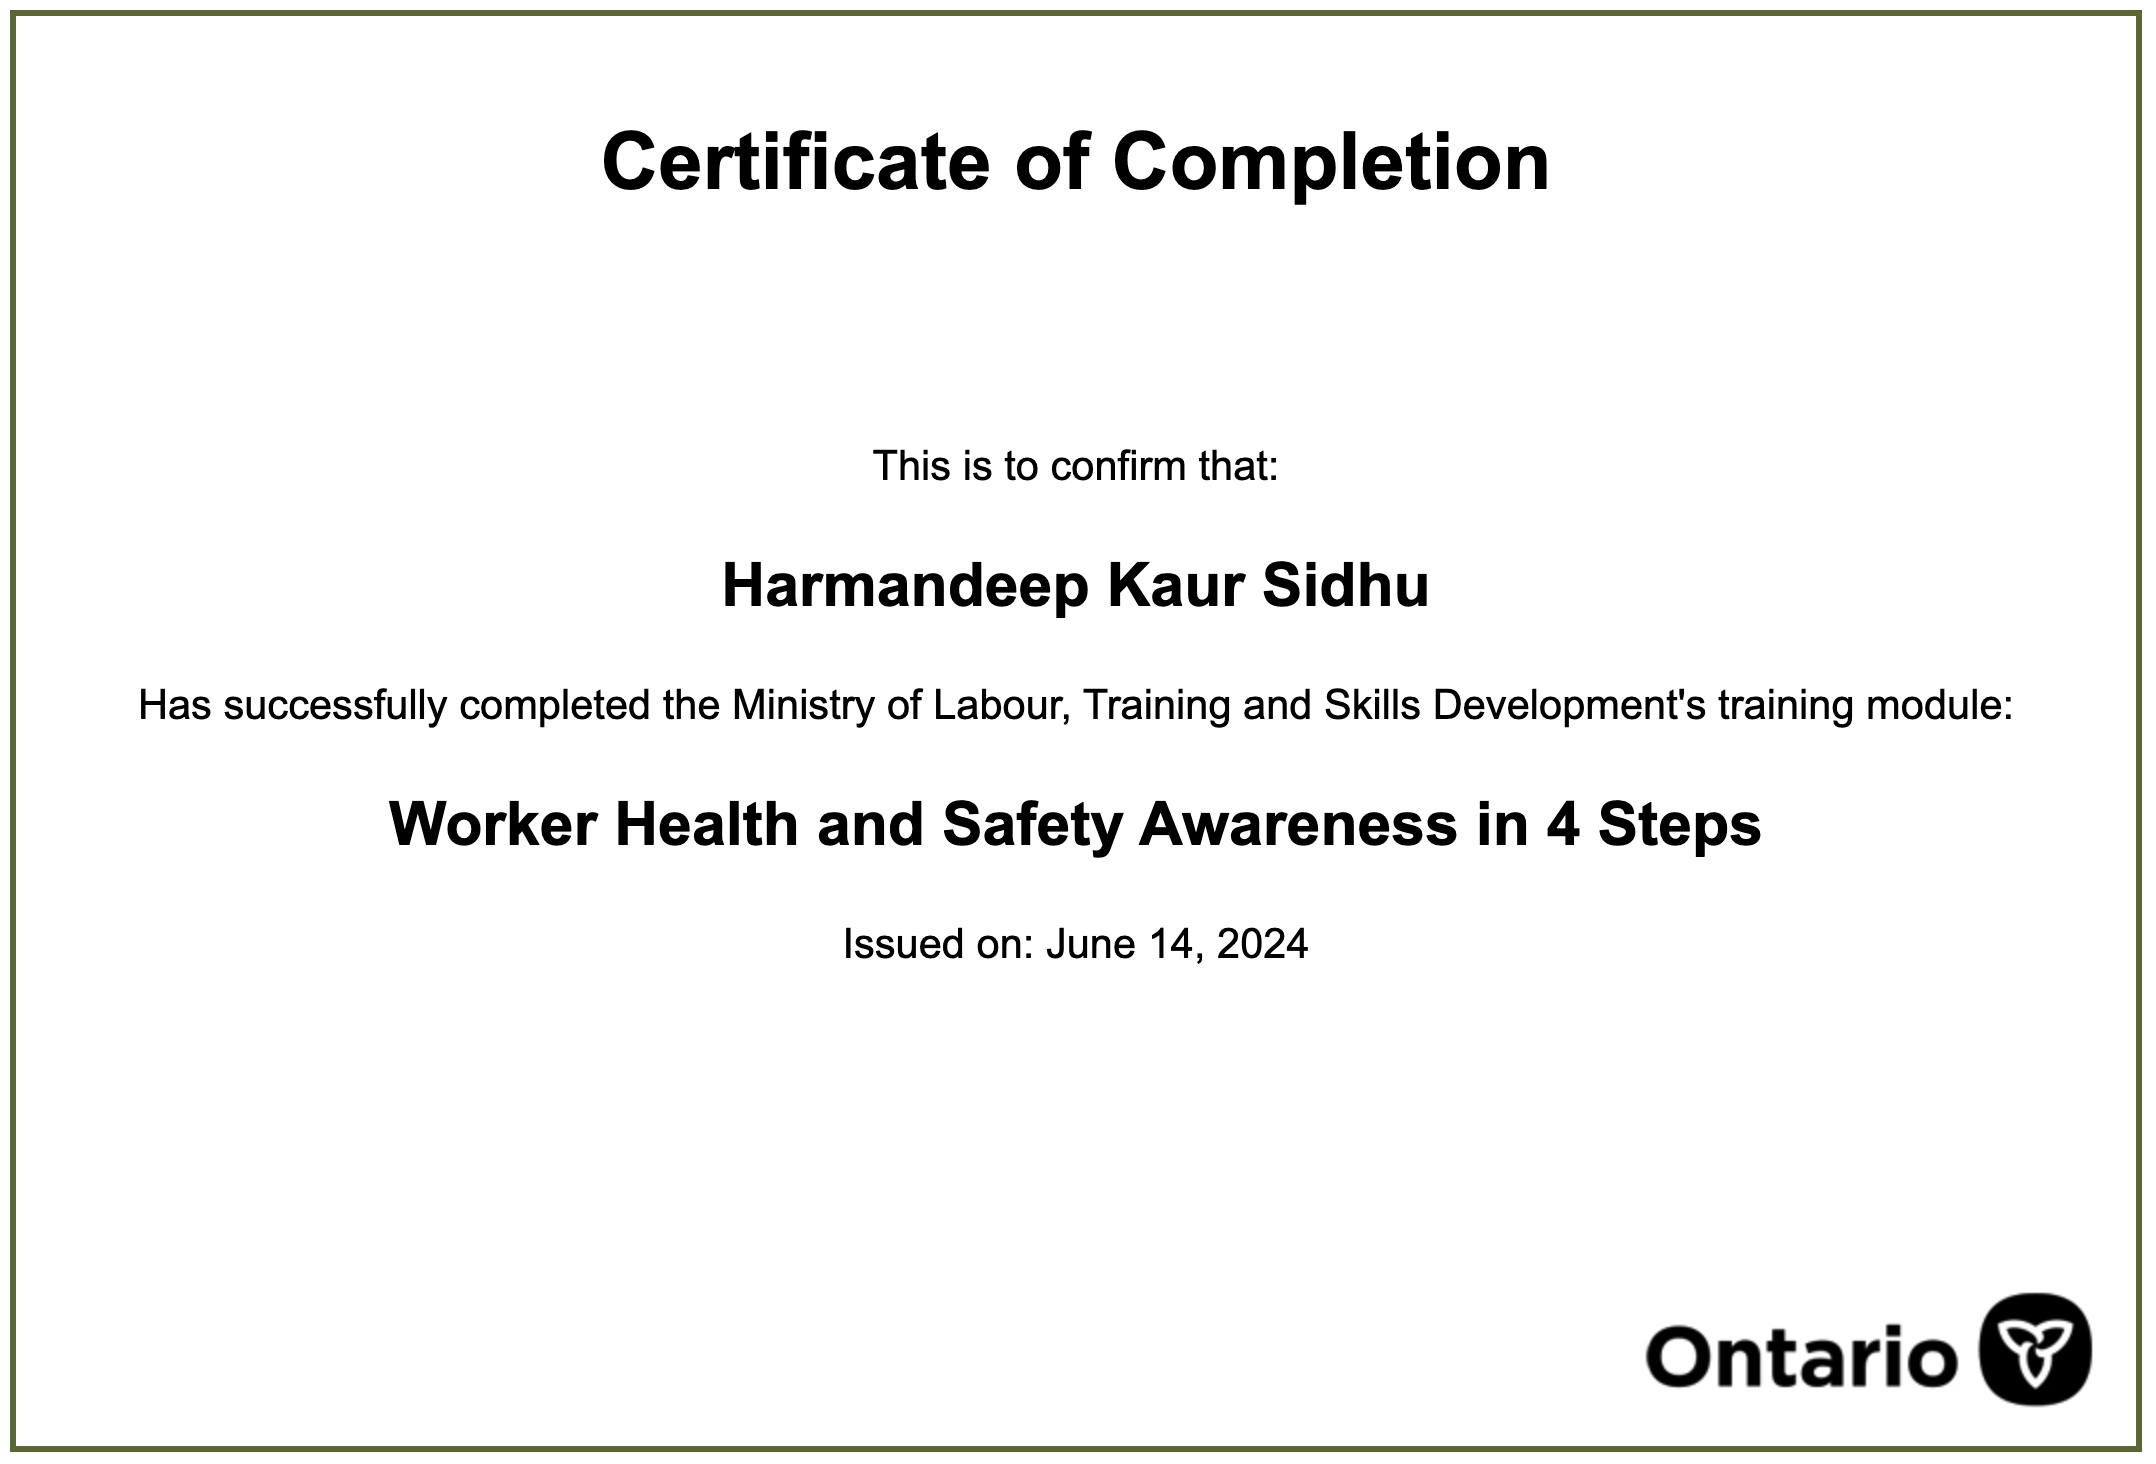 Certificate of Completion
This is to confirm that:
Harmandeep Kaur Sidhu
Has successfully completed the Ministry of Labour, Training and Skills Development's training module:
Worker Health and Safety Awareness in 4 Steps
Issued on: June 14, 2024
Ontario